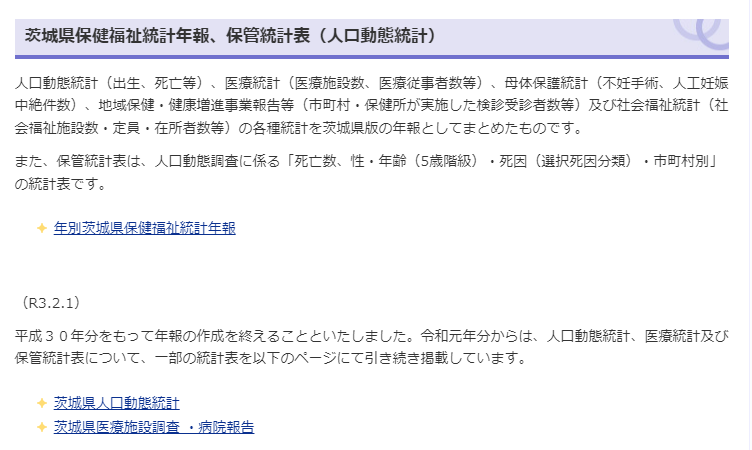 茨城県保健福祉統計年報、保管統計表（人口動態統計）
人口動態統計（出生、死亡等）、医療統計（医療施設数、医療従事者数等）、母体保護統計（不妊手術、人工妊娠
中絶件数）、地域保健・健康増進事業報告等（市町村・保健所が実施した検診受診者数等）及び社会福祉統計（社
会福祉施設数・定員・在所者数等）の各種統計を茨城県版の年報としてまとめたものです。
また、保管統計表は、人口動態調査に係る「死亡数、性・年齢（5歳階級）・死因（選択死因分類）・市町村別」
の統計表です。
年別茨城県保健福祉統計年報
（R3.2.1）
平成３０年分をもって年報の作成を終えることといたしました。令和元年分からは、人口動態統計、医療統計及び
保管統計表について、一部の統計表を以下のページにて引き続き掲載しています。
茨城県人口動態統計
茨城県医療施設調査 ・病院報告